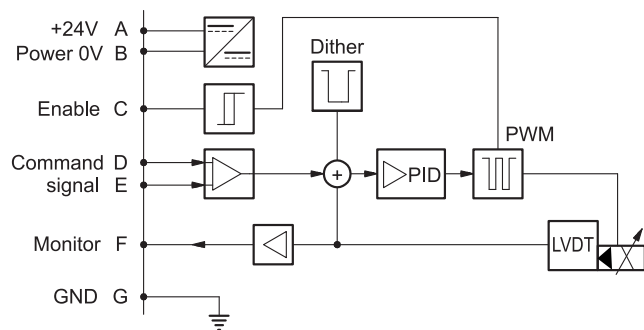 +24V A
Power 0V B
Dither
Enable C
PWM
Command D
signal E
+
PID
Monitor F
LVDT
GND G